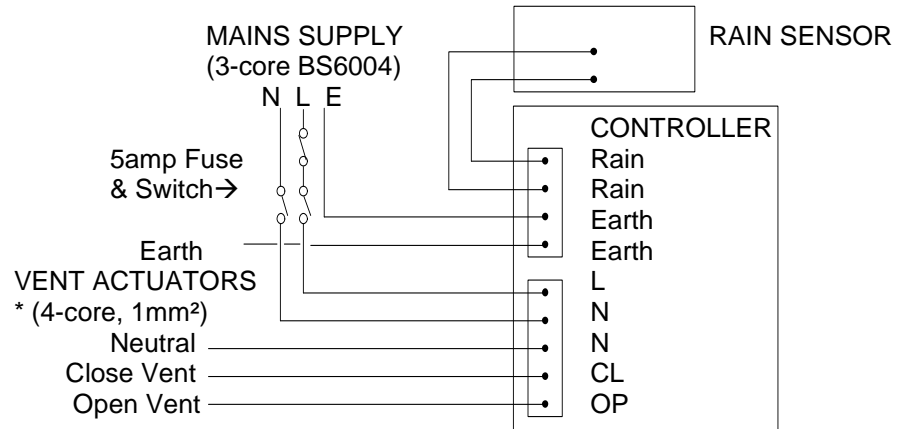 MAINS SUPPLY
(3-core BS6004)
N L E
RAIN SENSOR
5amp Fuse
& Switch→
Earth
VENT ACTUATORS
* (4-core, 1mm²)
Neutral
Close Vent
Open Vent
CONTROLLER
Rain
Rain
Earth
Earth
L
N
N
CL
OP